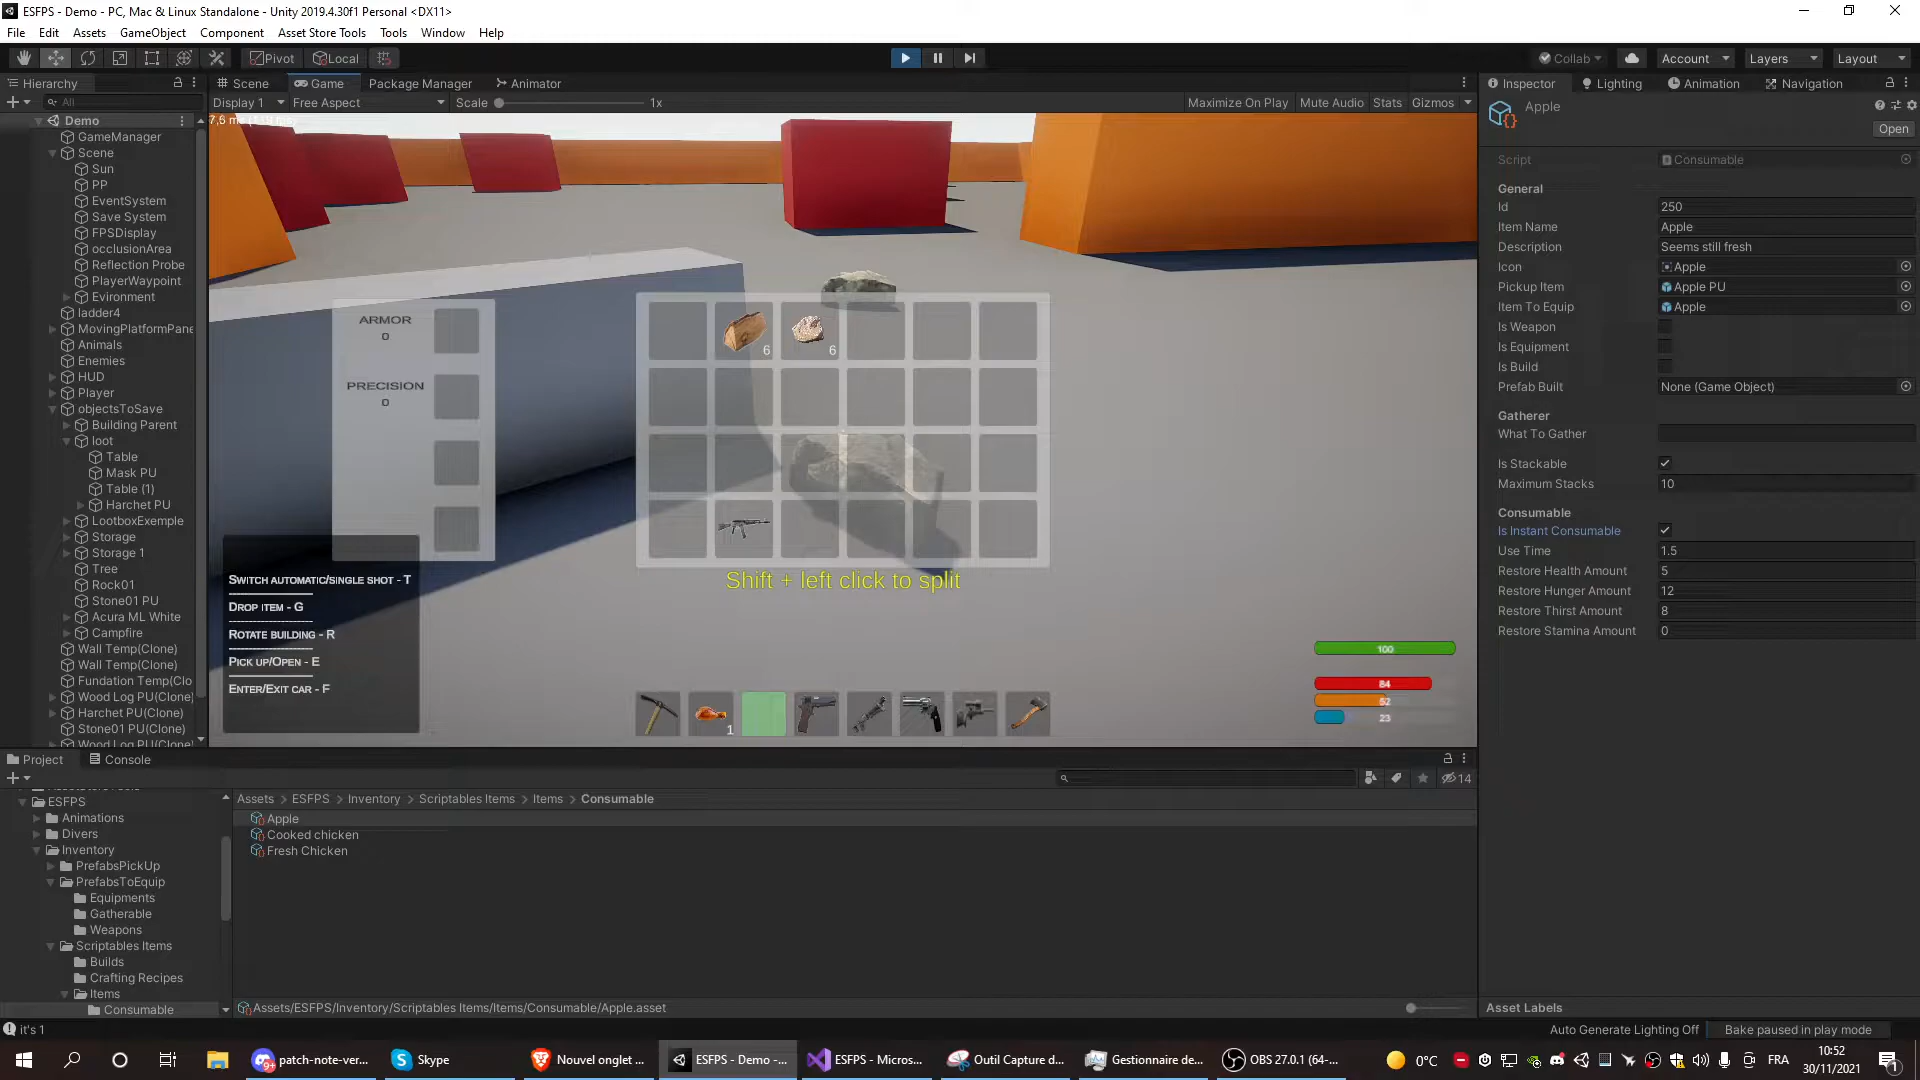 ESFPS - Demo - PC, Mac & Linux Standalone - Unity 2019.4.30f1 Personal <DX11>
File Edit Assets GameObject Component Asset Store Tools Tools Window Help
Pivot Local
Collab Account Layers Layout
Hierarchy
Scene Game Package Manager Animator
Inspector Lighting Animation Navigation
All
Display 1 Free Aspect Scale 1x
Maximize On Play Mute Audio Stats Gizmos
Apple
Open
Demo
GameManager
Scene
Sun
PP
EventSystem
Save System
FPSDisplay
occlusionArea
Reflection Probe
PlayerWaypoint
Evironment
ladder4
MovingPlatformPane
Animals
Enemies
HUD
Player
objectsToSave
Building Parent
loot
Table
Mask PU
Table (1)
Harchet PU
LootboxExemple
Storage
Storage 1
Tree
Rock01
Stone01 PU
Acura ML White
Campfire
Wall Temp(Clone)
Wall Temp(Clone)
Fundation Temp(Clo
Wood Log PU(Clone)
Harchet PU(Clone)
Stone01 PU(Clone)
Wood Log PU(Clone)
ARMOR
0
PRECISION
0
6
6
Shift + left click to split
Switch automatic/single shot - T
Drop item - G
Rotate building - R
Pick up/Open - E
Enter/Exit car - F
1
100
84
52
23
Script Consumable
General
Id 250
Item Name Apple
Description Seems still fresh
Icon Apple
Pickup Item Apple PU
Item To Equip Apple
Is Weapon
Is Equipment
Is Build
Prefab Built None (Game Object)
Gatherer
What To Gather
Is Stackable
Maximum Stacks 10
Consumable
Is Instant Consumable
Use Time 1.5
Restore Health Amount 5
Restore Hunger Amount 12
Restore Thirst Amount 8
Restore Stamina Amount 0
Project Console
14
ESFPS
Animations
Divers
Inventory
PrefabsPickUp
PrefabsToEquip
Equipments
Gatherable
Weapons
Scriptables Items
Builds
Crafting Recipes
Items
Consumable
Assets > ESFPS > Inventory > Scriptables Items > Items > Consumable
Apple
Cooked chicken
Fresh Chicken
Assets/ESFPS/Inventory/Scriptables Items/Items/Consumable/Apple.asset
Asset Labels
it's 1
Auto Generate Lighting Off Bake paused in play mode
patch-note-ver...
Skype
Nouvel onglet ...
ESFPS - Demo -...
ESFPS - Micros...
Outil Capture d...
Gestionnaire de...
OBS 27.0.1 (64-...
0°C
FRA
10:52
30/11/2021